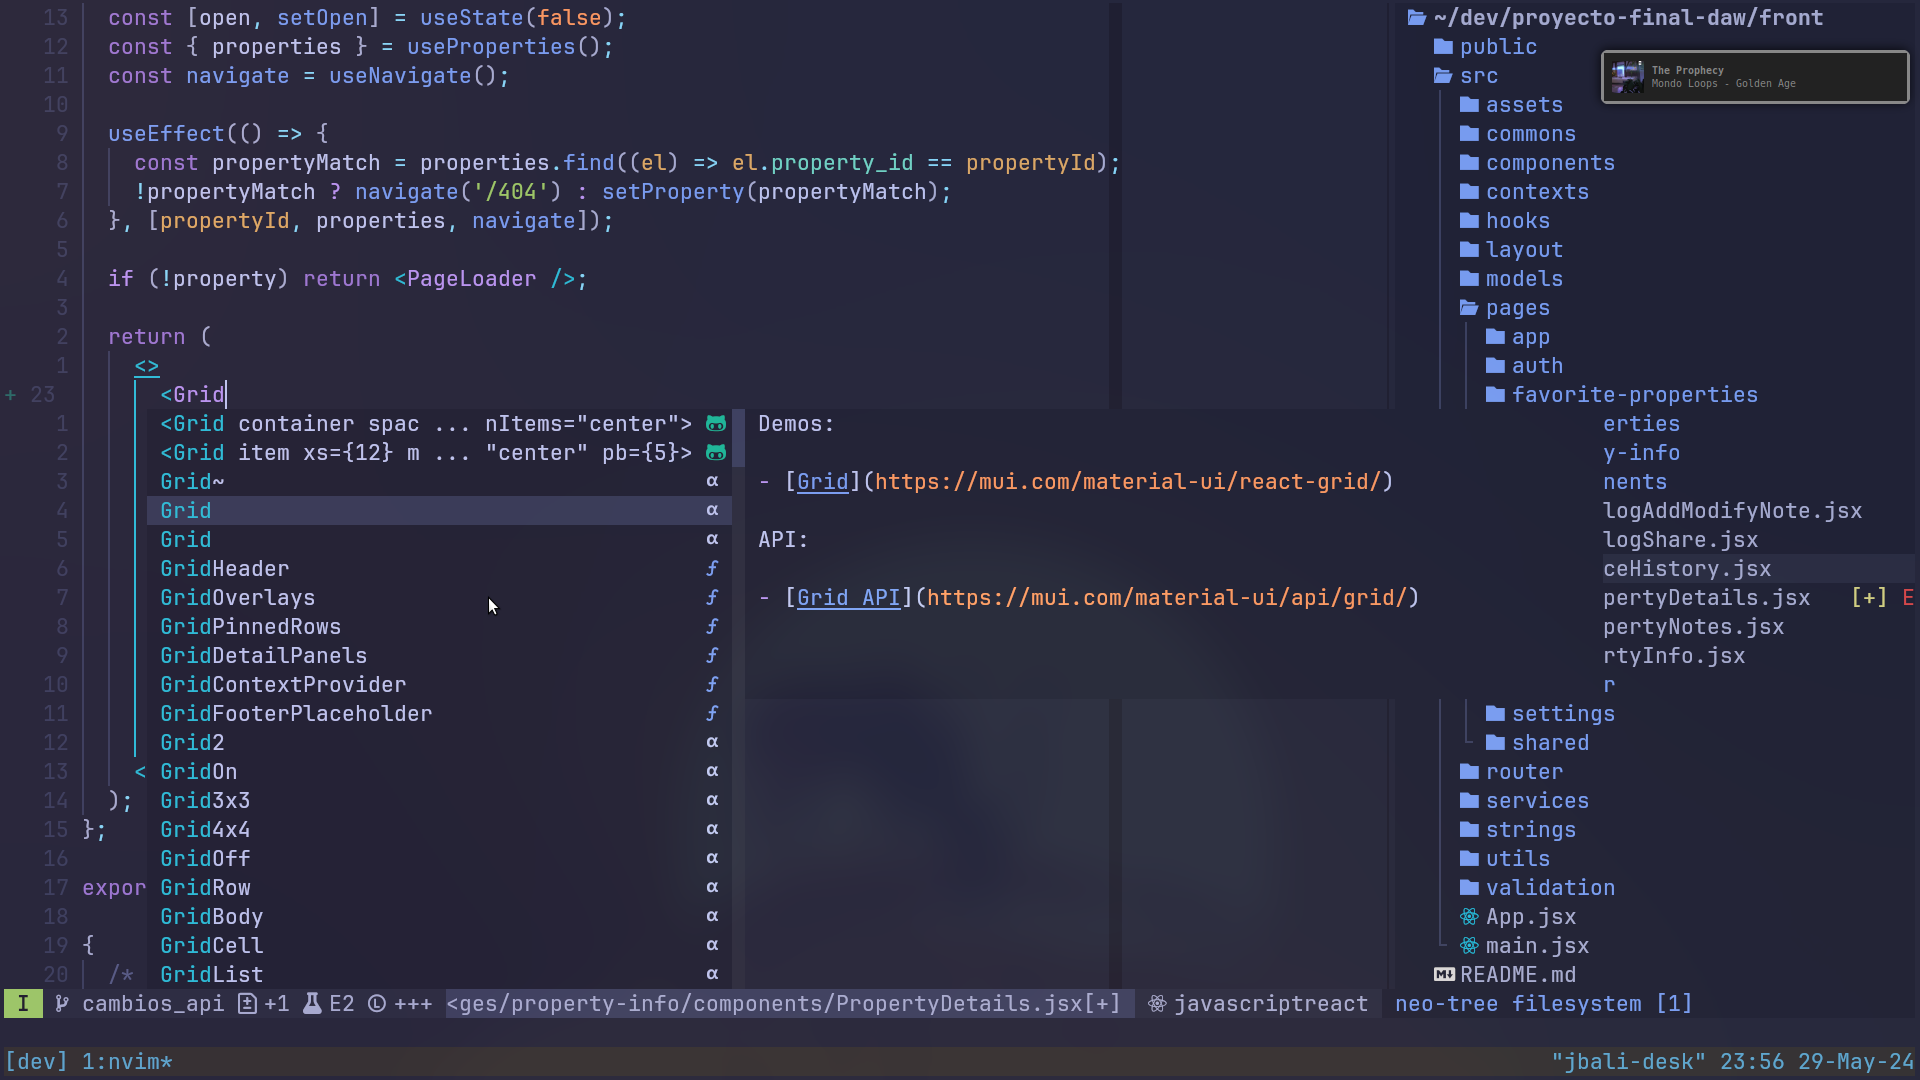 13 const [open, setOpen] = useState(false);
12 const { properties } = useProperties();
11 const navigate = useNavigate();
10
9 useEffect(() => {
8 const propertyMatch = properties.find((el) => el.property_id == propertyId);
7 !propertyMatch ? navigate('/404') : setProperty(propertyMatch);
6 }, [propertyId, properties, navigate]);
5
4 if (!property) return <PageLoader />;
3
2 return (
1 <>
+ 23 <Grid
1 <Grid container spac ... nItems="center">
2 <Grid item xs={12} m ... "center" pb={5}>
3 Grid~ α
4 Grid α
5 Grid α
6 GridHeader ƒ
7 GridOverlays ƒ
8 GridPinnedRows ƒ
9 GridDetailPanels ƒ
10 GridContextProvider ƒ
11 GridFooterPlaceholder ƒ
12 Grid2 α
13 < GridOn α
14 ); Grid3x3 α
15 }; Grid4x4 α
16 GridOff α
17 expor GridRow α
18 GridBody α
19 { GridCell α
20 /* GridList α
Demos:
- [Grid](https://mui.com/material-ui/react-grid/)
API:
- [Grid API](https://mui.com/material-ui/api/grid/)
~/dev/proyecto-final-daw/front
public
src
assets
commons
components
contexts
hooks
layout
models
pages
app
auth
favorite-properties
erties
y-info
nents
logAddModifyNote.jsx
logShare.jsx
ceHistory.jsx
pertyDetails.jsx [+] E
pertyNotes.jsx
rtyInfo.jsx
r
settings
shared
router
services
strings
utils
validation
App.jsx
main.jsx
README.md
The Prophecy
Mondo Loops - Golden Age
I cambios_api +1 E2 +++ <ges/property-info/components/PropertyDetails.jsx[+] javascriptreact neo-tree filesystem [1]
[dev] 1:nvim* "jbali-desk" 23:56 29-May-24